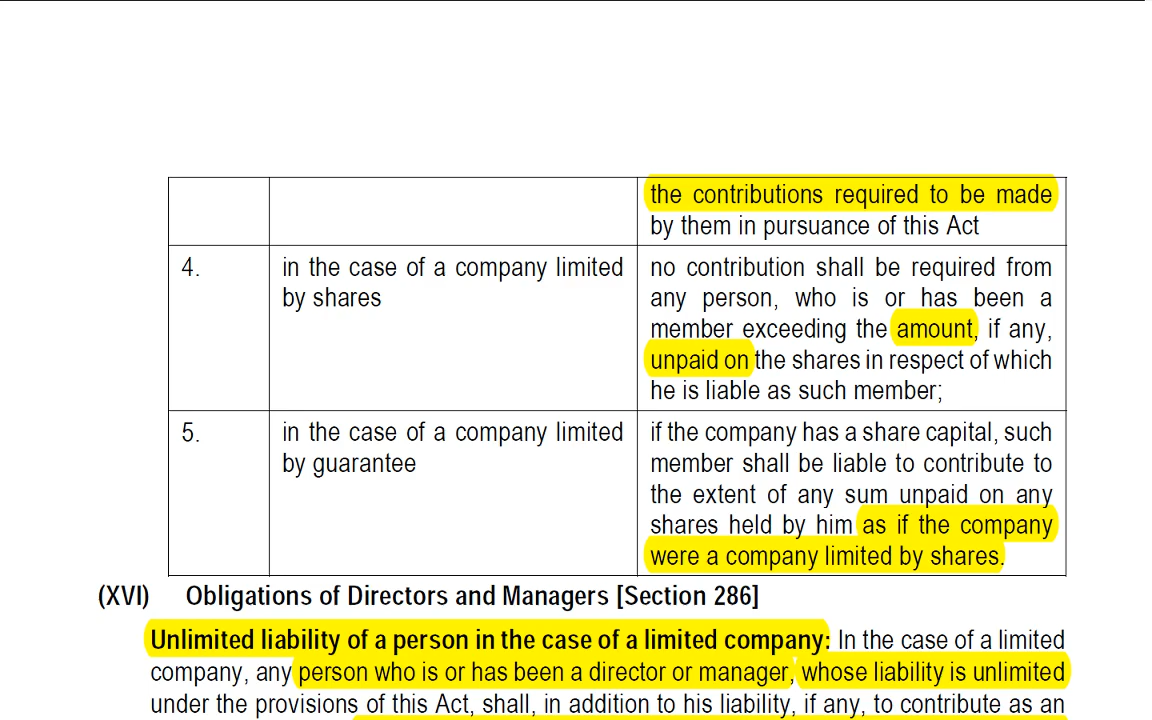 the contributions required to be made
by them in pursuance of this Act
4.
in the case of a company limited
by shares
no contribution shall be required from
any person, who is or has been a
member exceeding the amount, if any,
unpaid on the shares in respect of which
he is liable as such member;
5.
in the case of a company limited
by guarantee
if the company has a share capital, such
member shall be liable to contribute to
the extent of any sum unpaid on any
shares held by him as if the company
were a company limited by shares.
(XVI) Obligations of Directors and Managers [Section 286]
Unlimited liability of a person in the case of a limited company: In the case of a limited
company, any person who is or has been a director or manager, whose liability is unlimited
under the provisions of this Act, shall, in addition to his liability, if any, to contribute as an